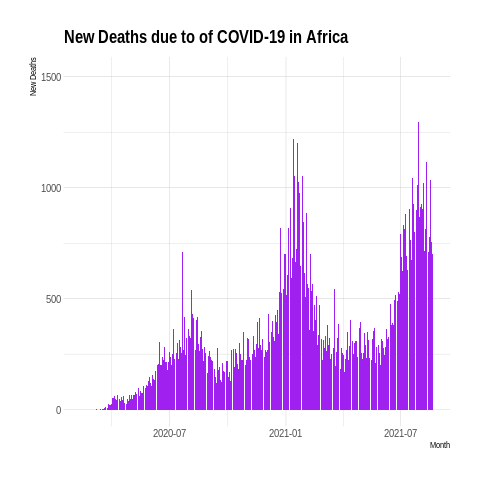 New Deaths due to of COVID-19 in Africa
New Deaths
1500
1000
500
0
2020-07
2021-01
2021-07
Month